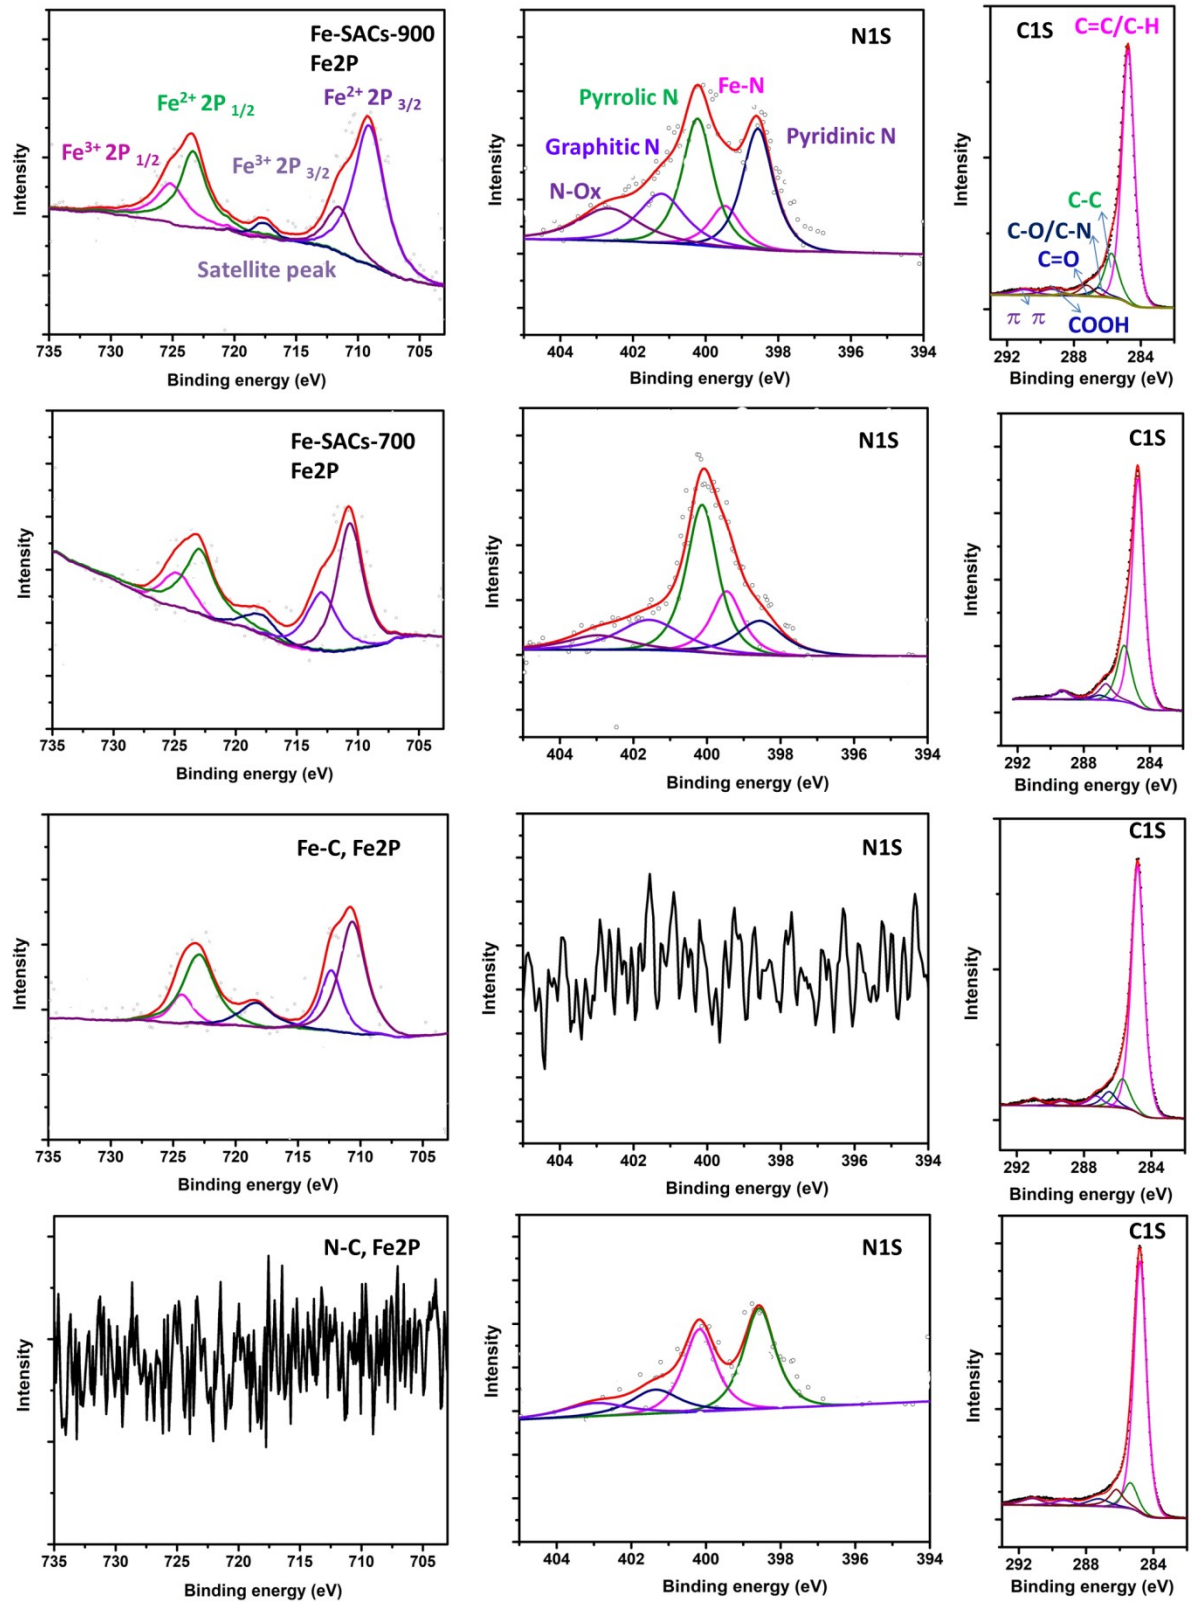 Fe-SACs-900
Fe2P
Fe2+ 2P 1/2
Fe2+ 2P 3/2
Fe3+ 2P 1/2
Fe3+ 2P 3/2
Satellite peak
Intensity
735 730 725 720 715 710 705
Binding energy (eV)
N1S
Pyrrolic N
Fe-N
Graphitic N
Pyridinic N
N-Ox
Intensity
404 402 400 398 396 394
Binding energy (eV)
C1S
C=C/C-H
C-C
C-O/C-N
C=O
π π
COOH
Intensity
292 288 284
Binding energy (eV)
Fe-SACs-700
Fe2P
Intensity
735 730 725 720 715 710 705
Binding energy (eV)
N1S
Intensity
404 402 400 398 396 394
Binding energy (eV)
C1S
Intensity
292 288 284
Binding energy (eV)
Fe-C, Fe2P
Intensity
735 730 725 720 715 710 705
Binding energy (eV)
N1S
Intensity
404 402 400 398 396 394
Binding energy (eV)
C1S
Intensity
292 288 284
Binding energy (eV)
N-C, Fe2P
Intensity
735 730 725 720 715 710 705
Binding energy (eV)
N1S
Intensity
404 402 400 398 396 394
Binding energy (eV)
C1S
Intensity
292 288 284
Binding energy (eV)